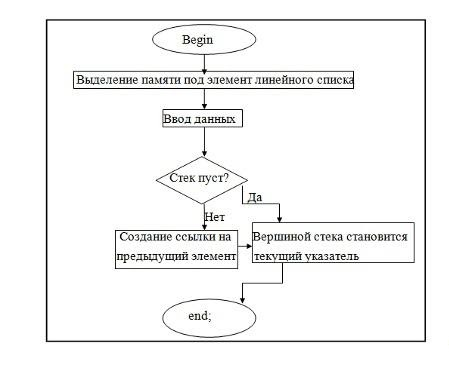 Begin
Выделение памяти под элемент линейного списка
Ввод данных
Стек пуст?
Да
Нет
Создание ссылки на
предыдущий элемент
Вершиной стека становится
текущий указатель
end;